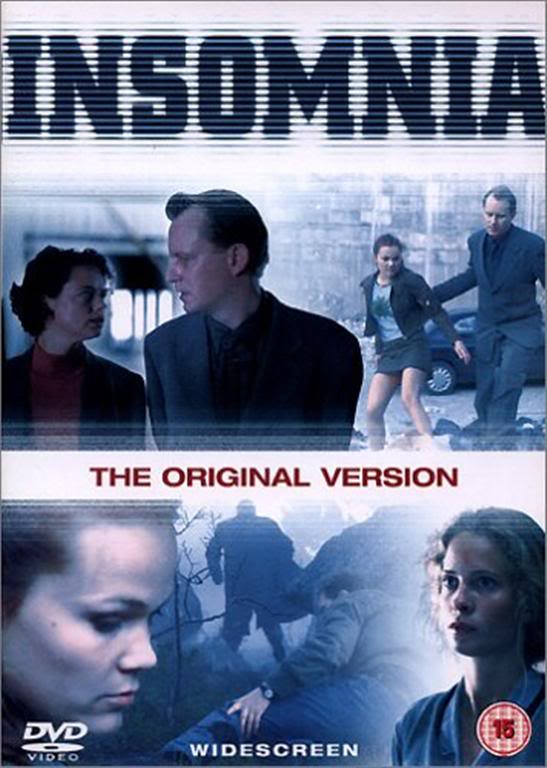 INSOMNIA
THE ORIGINAL VERSION
DVD
VIDEO
WIDESCREEN
15